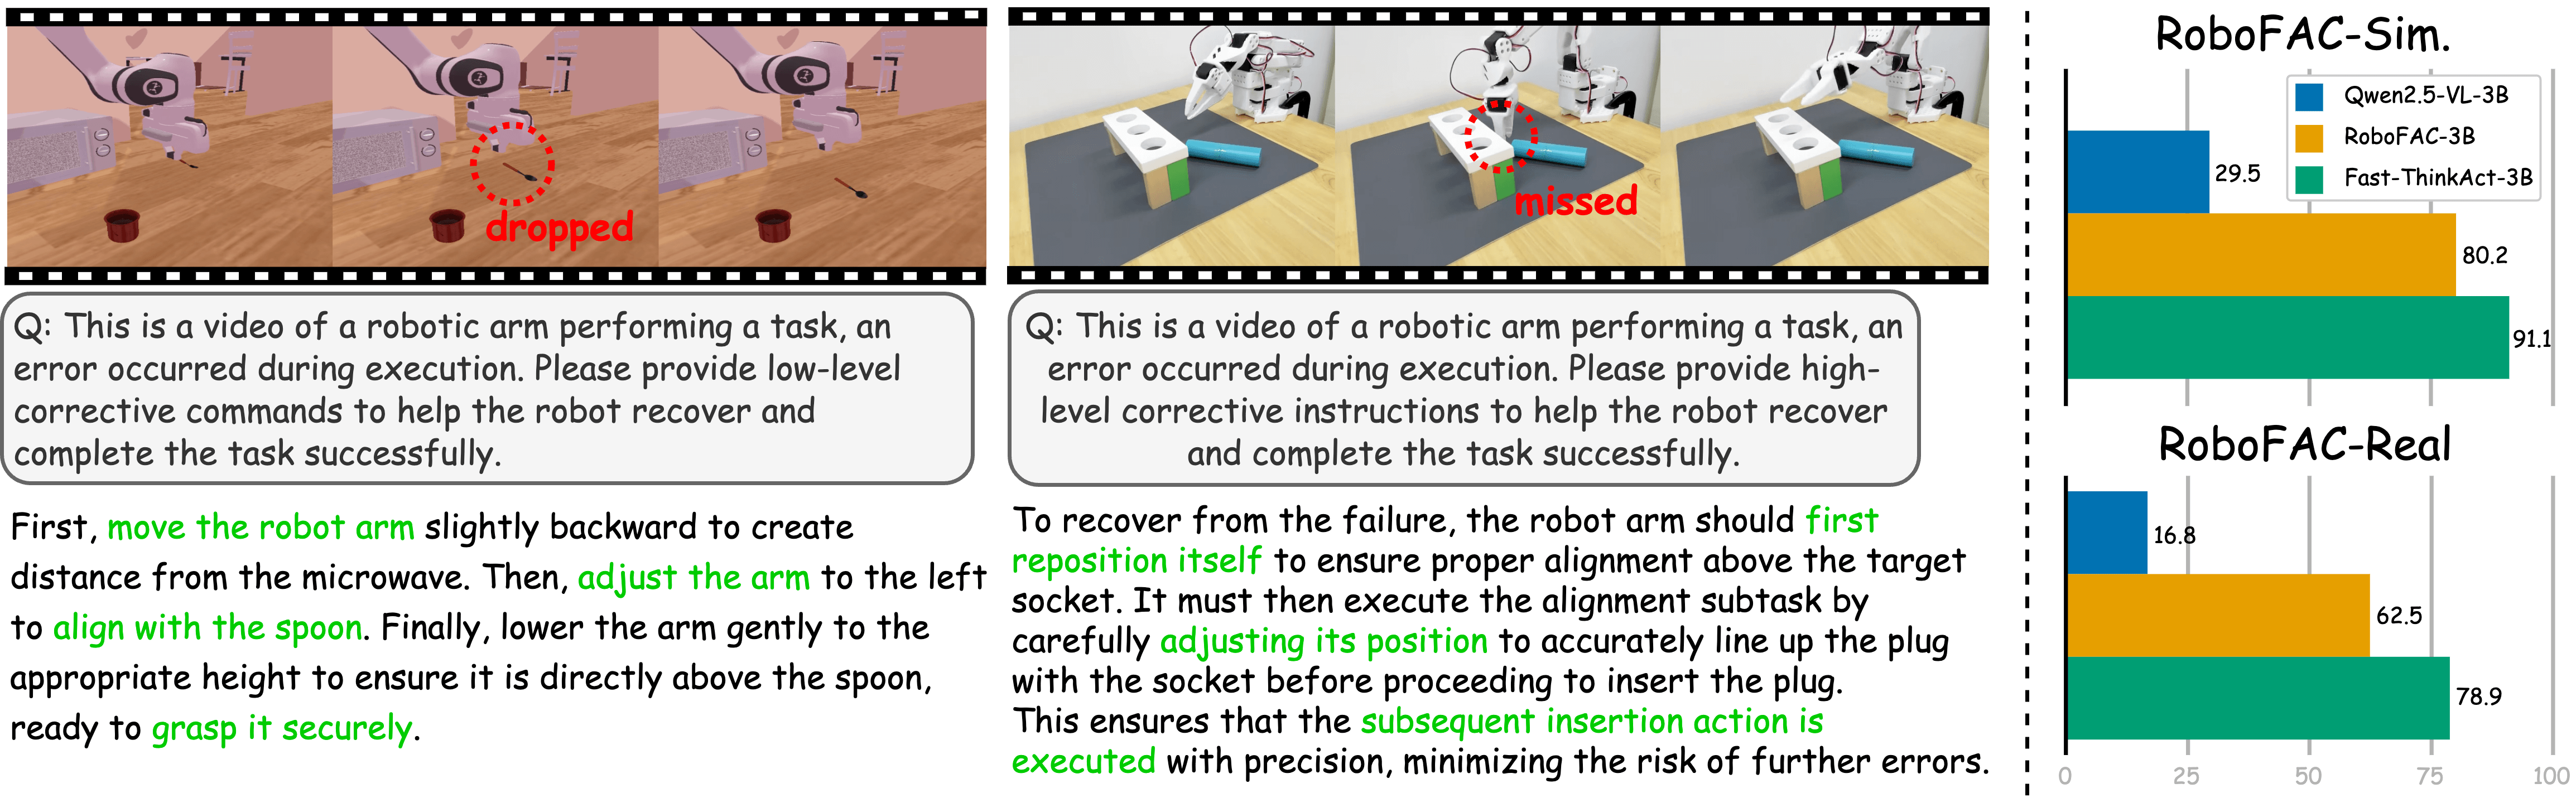 dropped
Q: This is a video of a robotic arm performing a task, an
error occurred during execution. Please provide low-level
corrective commands to help the robot recover and
complete the task successfully.
First, move the robot arm slightly backward to create
distance from the microwave. Then, adjust the arm to the left
to align with the spoon. Finally, lower the arm gently to the
appropriate height to ensure it is directly above the spoon,
ready to grasp it securely.
missed
Q: This is a video of a robotic arm performing a task, an
error occurred during execution. Please provide high-
level corrective instructions to help the robot recover
and complete the task successfully.
To recover from the failure, the robot arm should first
reposition itself to ensure proper alignment above the target
socket. It must then execute the alignment subtask by
carefully adjusting its position to accurately line up the plug
with the socket before proceeding to insert the plug.
This ensures that the subsequent insertion action is
executed with precision, minimizing the risk of further errors.
RoboFAC-Sim.
Qwen2.5-VL-3B
RoboFAC-3B
Fast-ThinkAct-3B
29.5
80.2
91.1
RoboFAC-Real
16.8
62.5
78.9
0 25 50 75 100